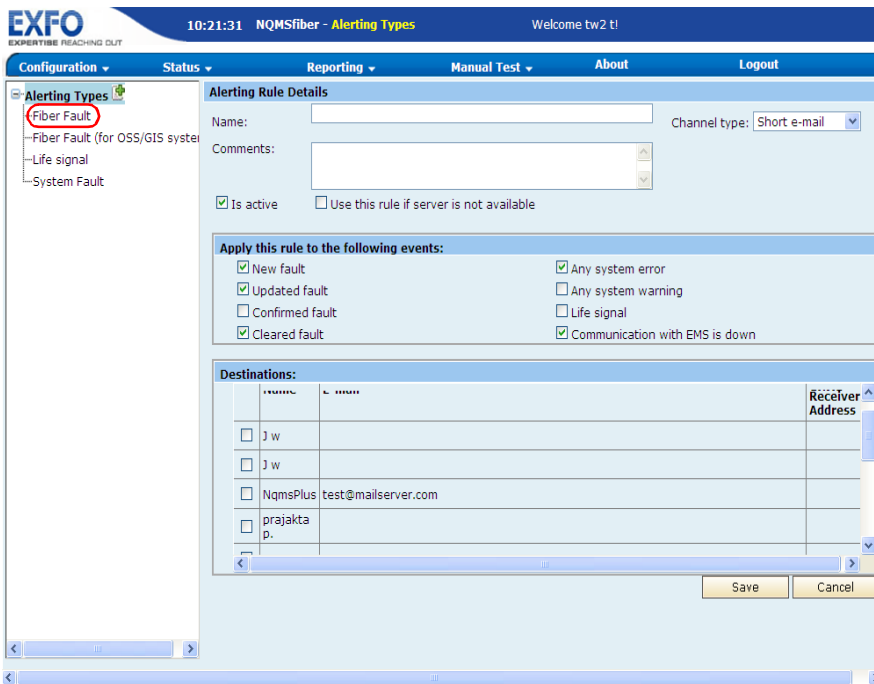 EXFO
EXPERTISE REACHING OUT
10:21:31 NQMSfiber - Alerting Types Welcome tw2 t!
Configuration Status Reporting Manual Test About Logout
Alerting Types
Fiber Fault
Fiber Fault (for OSS/GIS syste
Life signal
System Fault
Alerting Rule Details
Name:
Channel type: Short e-mail
Comments:
Is active Use this rule if server is not available
Apply this rule to the following events:
New fault Any system error
Updated fault Any system warning
Confirmed fault Life signal
Cleared fault Communication with EMS is down
Destinations:
Name E-mail Receiver
Address
J w
J w
NqmsPlus test@mailserver.com
prajakta
p.
Save Cancel